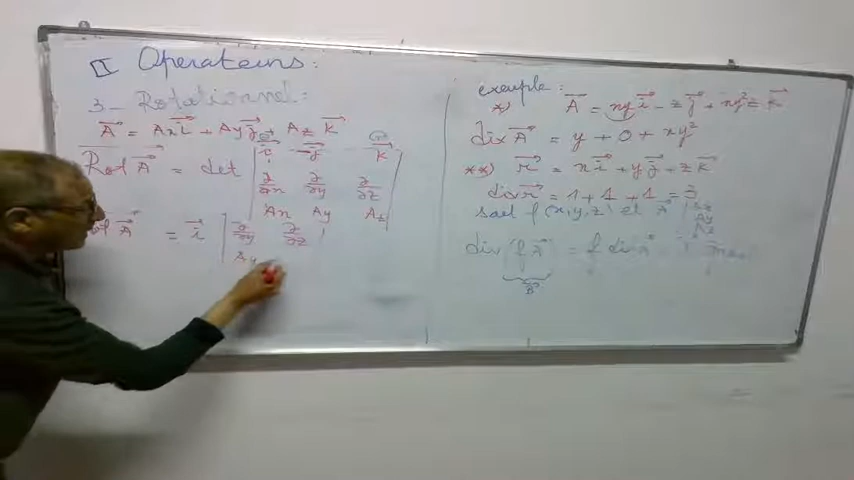 II Operateurs :
3 - Rotationnel :
A⃗ = Ax i⃗ + Ay j⃗ + Az k⃗
Rot A⃗ = det | i⃗ -j⃗ k⃗
∂/∂x ∂/∂y ∂/∂z
Ax Ay Az |
Rot A⃗ = i⃗ | ∂/∂y ∂/∂z |
Ay
exemple :
*) A⃗ = xy i⃗ - z j⃗ + xy²z k⃗
div A⃗ = y + 0 + xy²
**) r⃗ = x i⃗ + y j⃗ + z k⃗
div r⃗ = 1 + 1 + 1 = 3
soit f(x,y,z) et A⃗ | Ax
Ay
Az
div (f A⃗) = f div A⃗
B⃗